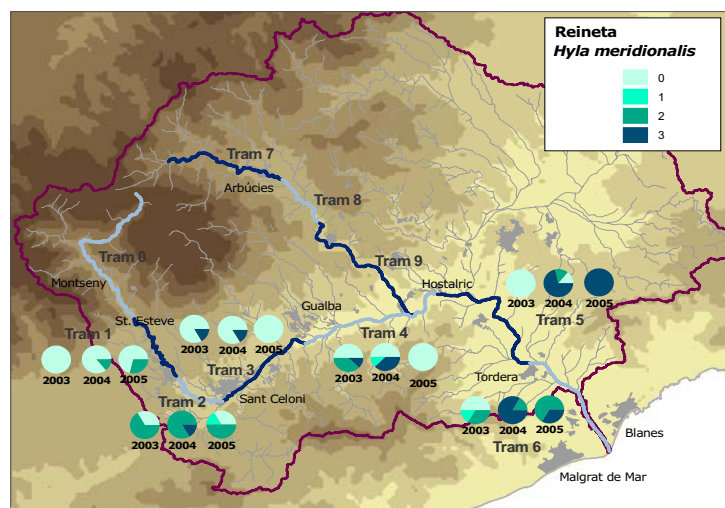 Reineta
Hyla meridionalis
0
1
2
3
Tram 7
Arbúcies
Tram 8
Tram 0
Tram 9
Montseny
Hostalric
Gualba
2003
2004
2005
St. Esteve
Tram 1
Tram 4
Tram 5
2003
2004
2005
2003
2004
2005
Tram 3
2003
2004
2005
Tordera
Tram 2
Sant Celoni
2003
2004
2005
2003
2004
2005
Tram 6
Blanes
Malgrat de Mar